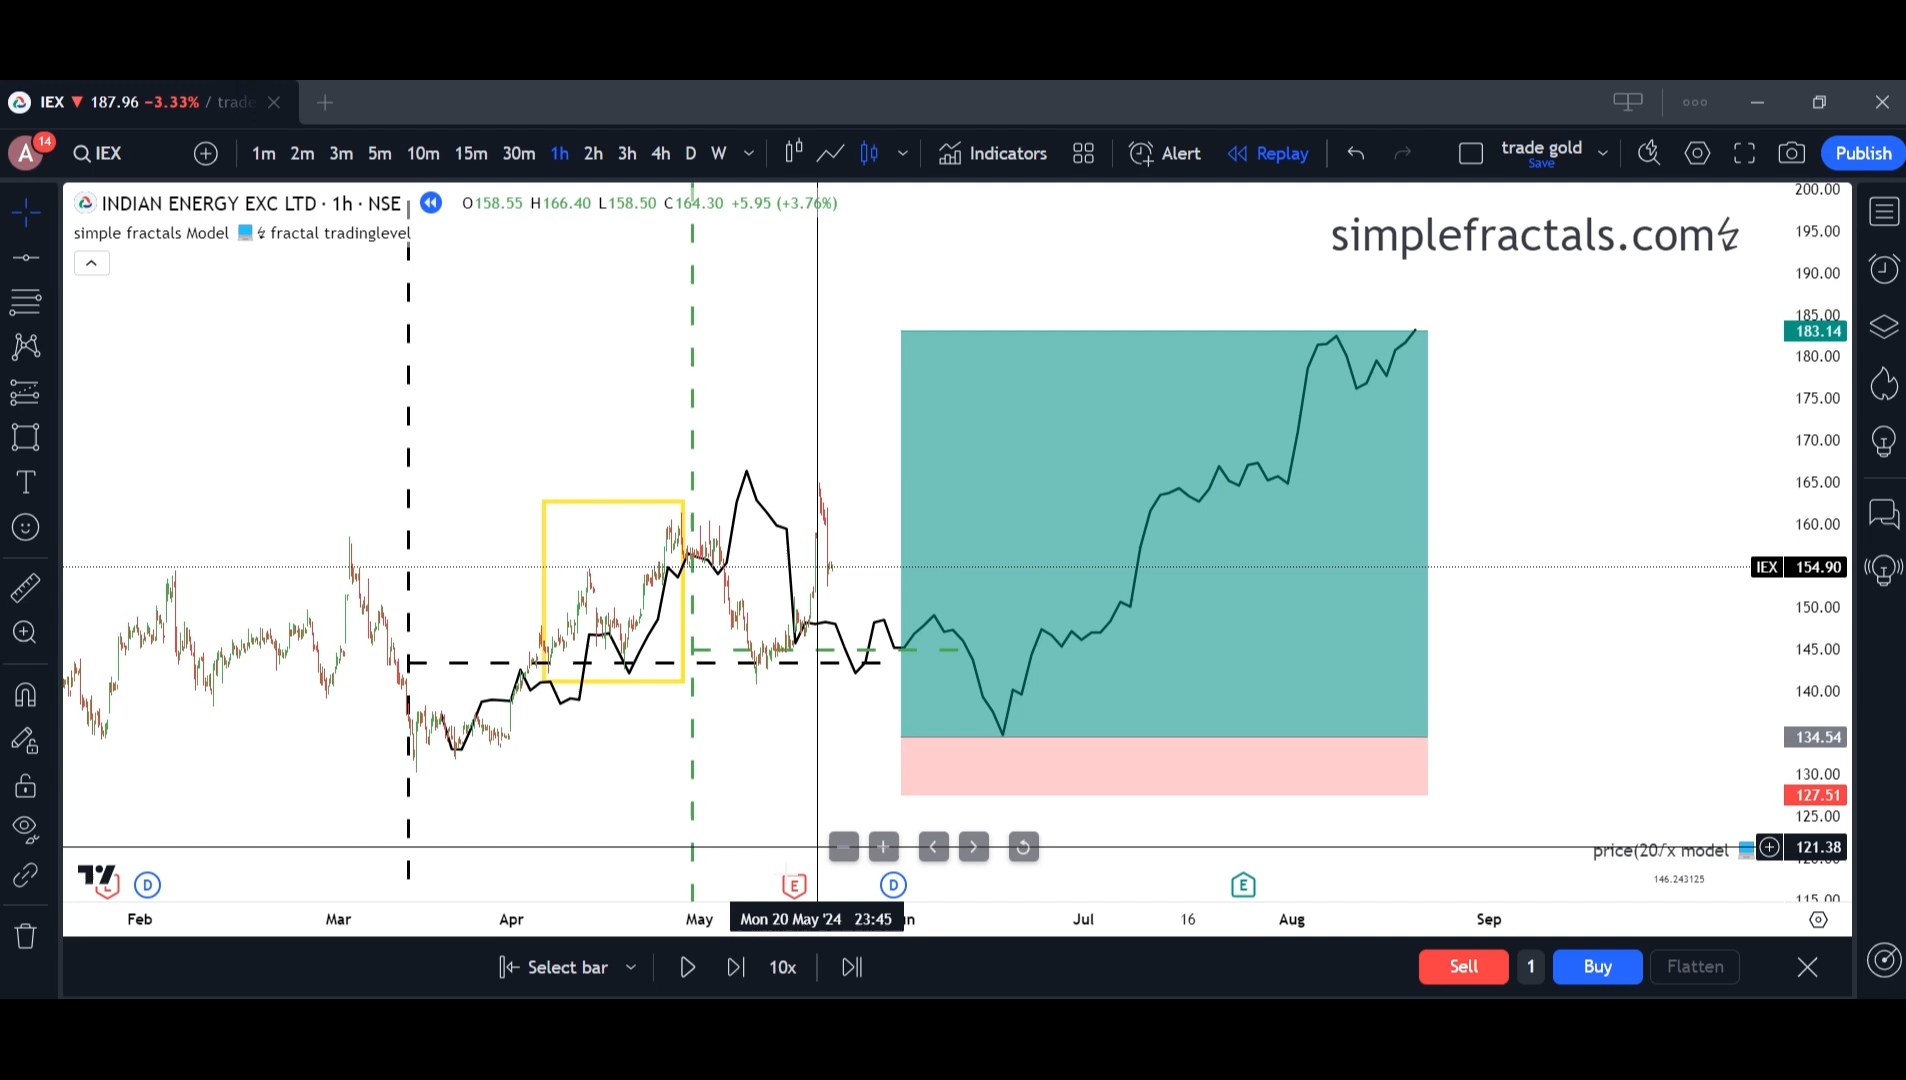 IEX ▼ 187.96 −3.33% / trade
A 14 IEX 1m 2m 3m 5m 10m 15m 30m 1h 2h 3h 4h D W Indicators Alert Replay trade gold Save Publish
INDIAN ENERGY EXC LTD · 1h · NSE O158.55 H166.40 L158.50 C164.30 +5.95 (+3.76%)
simple fractals Model 💻 ↯ fractal tradinglevel
simplefractals.com↯
200.00
195.00
190.00
185.00
183.14
180.00
175.00
170.00
165.00
160.00
IEX 154.90
150.00
145.00
140.00
134.54
130.00
127.51
125.00
price(20/x model 💻 121.38
146.243125
115.00
D E D E
Feb Mar Apr May Mon 20 May '24 23:45 Jul 16 Aug Sep
Select bar 10x Sell 1 Buy Flatten